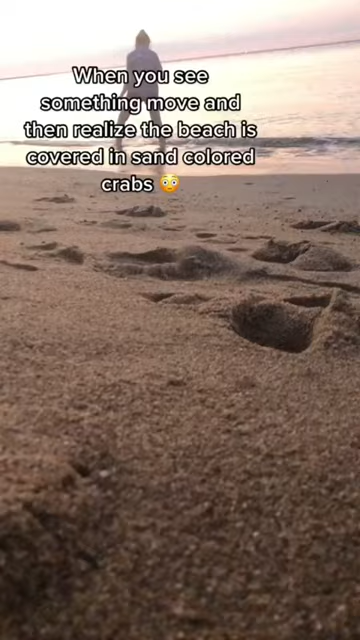 When you see
something move and
then realize the beach is
covered in sand colored
crabs 😳